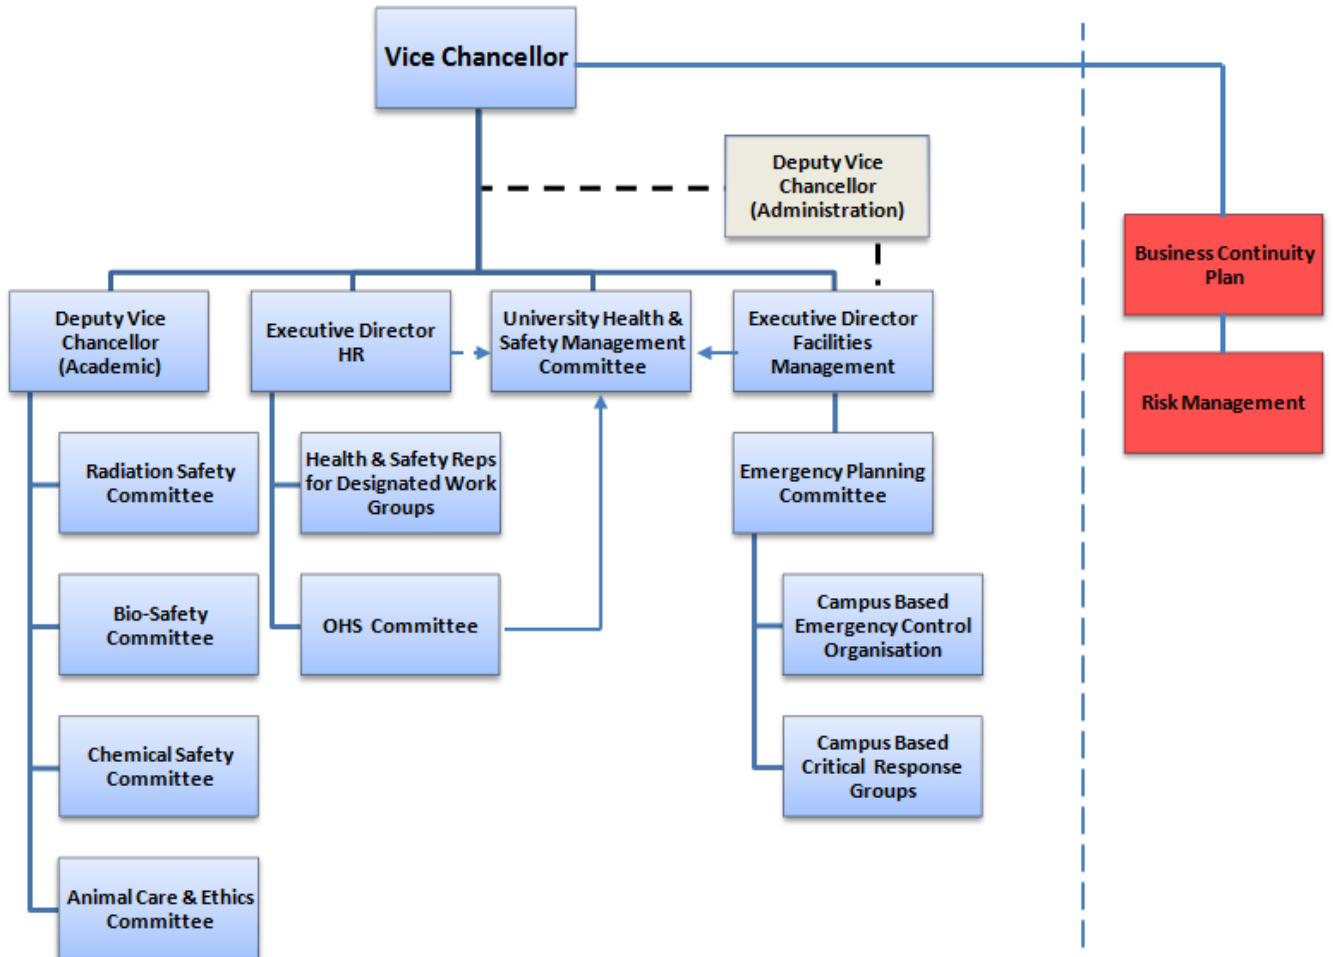 Vice Chancellor
Deputy Vice
Chancellor
(Administration)
Business Continuity
Plan
Risk Management
Deputy Vice
Chancellor
(Academic)
Executive Director
HR
University Health &
Safety Management
Committee
Executive Director
Facilities
Management
Radiation Safety
Committee
Health & Safety Reps
for Designated Work
Groups
Emergency Planning
Committee
Bio-Safety
Committee
OHS Committee
Campus Based
Emergency Control
Organisation
Chemical Safety
Committee
Campus Based
Critical Response
Groups
Animal Care & Ethics
Committee